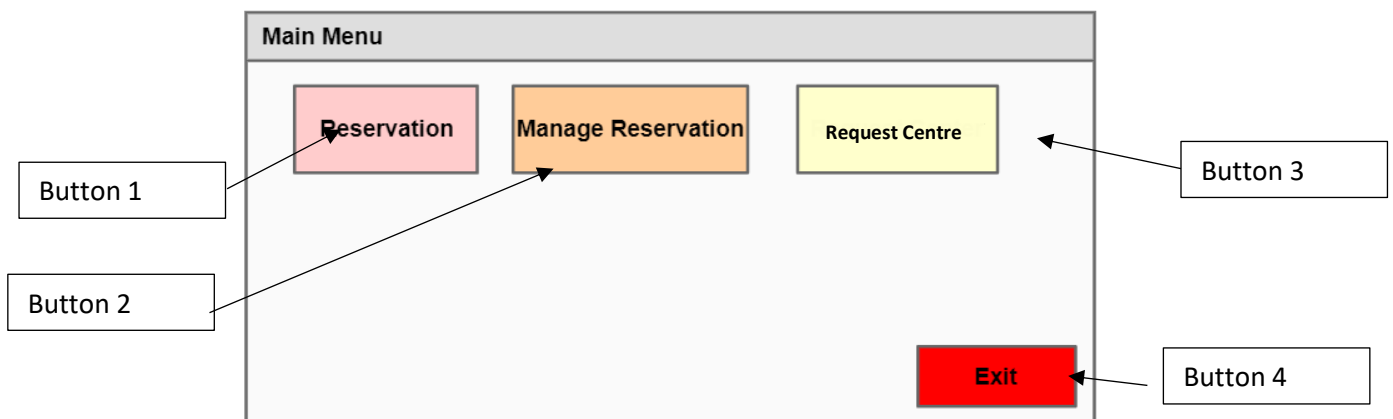 Main Menu
Reservation
Manage Reservation
Request Centre
Button 1
Button 3
Button 2
Exit
Button 4